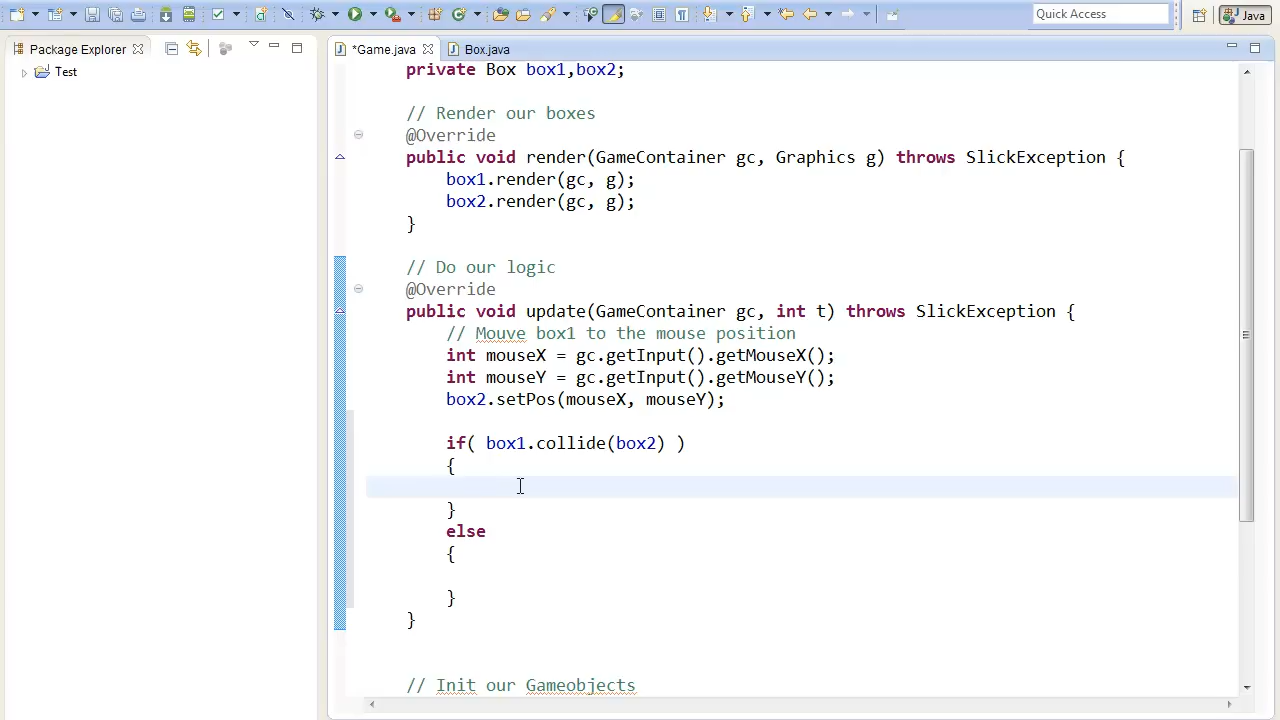 Quick Access
Java
Package Explorer
*Game.java
Box.java
Test
private Box box1,box2;
// Render our boxes
@Override
public void render(GameContainer gc, Graphics g) throws SlickException {
box1.render(gc, g);
box2.render(gc, g);
}
// Do our logic
@Override
public void update(GameContainer gc, int t) throws SlickException {
// Mouve box1 to the mouse position
int mouseX = gc.getInput().getMouseX();
int mouseY = gc.getInput().getMouseY();
box2.setPos(mouseX, mouseY);
if( box1.collide(box2) )
{
}
else
{
}
}
// Init our Gameobjects